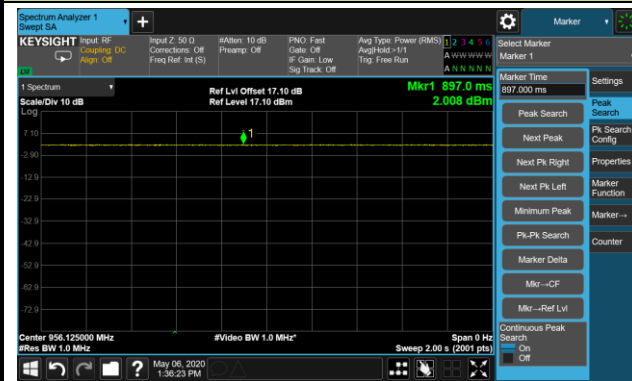 Spectrum Analyzer 1
Swept SA
Marker
KEYSIGHT
Input: RF
Coupling: DC
Align: Off
Input Z: 50 Ω
Corrections: Off
Freq Ref: Int (S)
#Atten: 10 dB
Preamp: Off
PNO: Fast
Gate: Off
IF Gain: Low
Sig Track: Off
Avg Type: Power (RMS)
Avg|Hold:>1/1
Trig: Free Run
1 2 3 4 5 6
A W W W W W
A N N N N N
LW
Select Marker
Marker 1
1 Spectrum
Scale/Div 10 dB
Log
Ref Lvl Offset 17.10 dB
Ref Level 17.10 dBm
Mkr1 897.0 ms
2.008 dBm
1
7.10
-2.90
-12.9
-22.9
-32.9
-42.9
-52.9
-62.9
-72.9
Center 956.125000 MHz
#Res BW 1.0 MHz
#Video BW 1.0 MHz*
Span 0 Hz
Sweep 2.00 s (2001 pts)
Marker Time
897.000 ms
Peak Search
Next Peak
Next Pk Right
Next Pk Left
Minimum Peak
Pk-Pk Search
Marker Delta
Mkr→CF
Mkr→Ref Lvl
Continuous Peak
Search
On
Off
Settings
Peak
Search
Pk Search
Config
Properties
Marker
Function
Marker→
Counter
?
May 06, 2020
1:36:23 PM